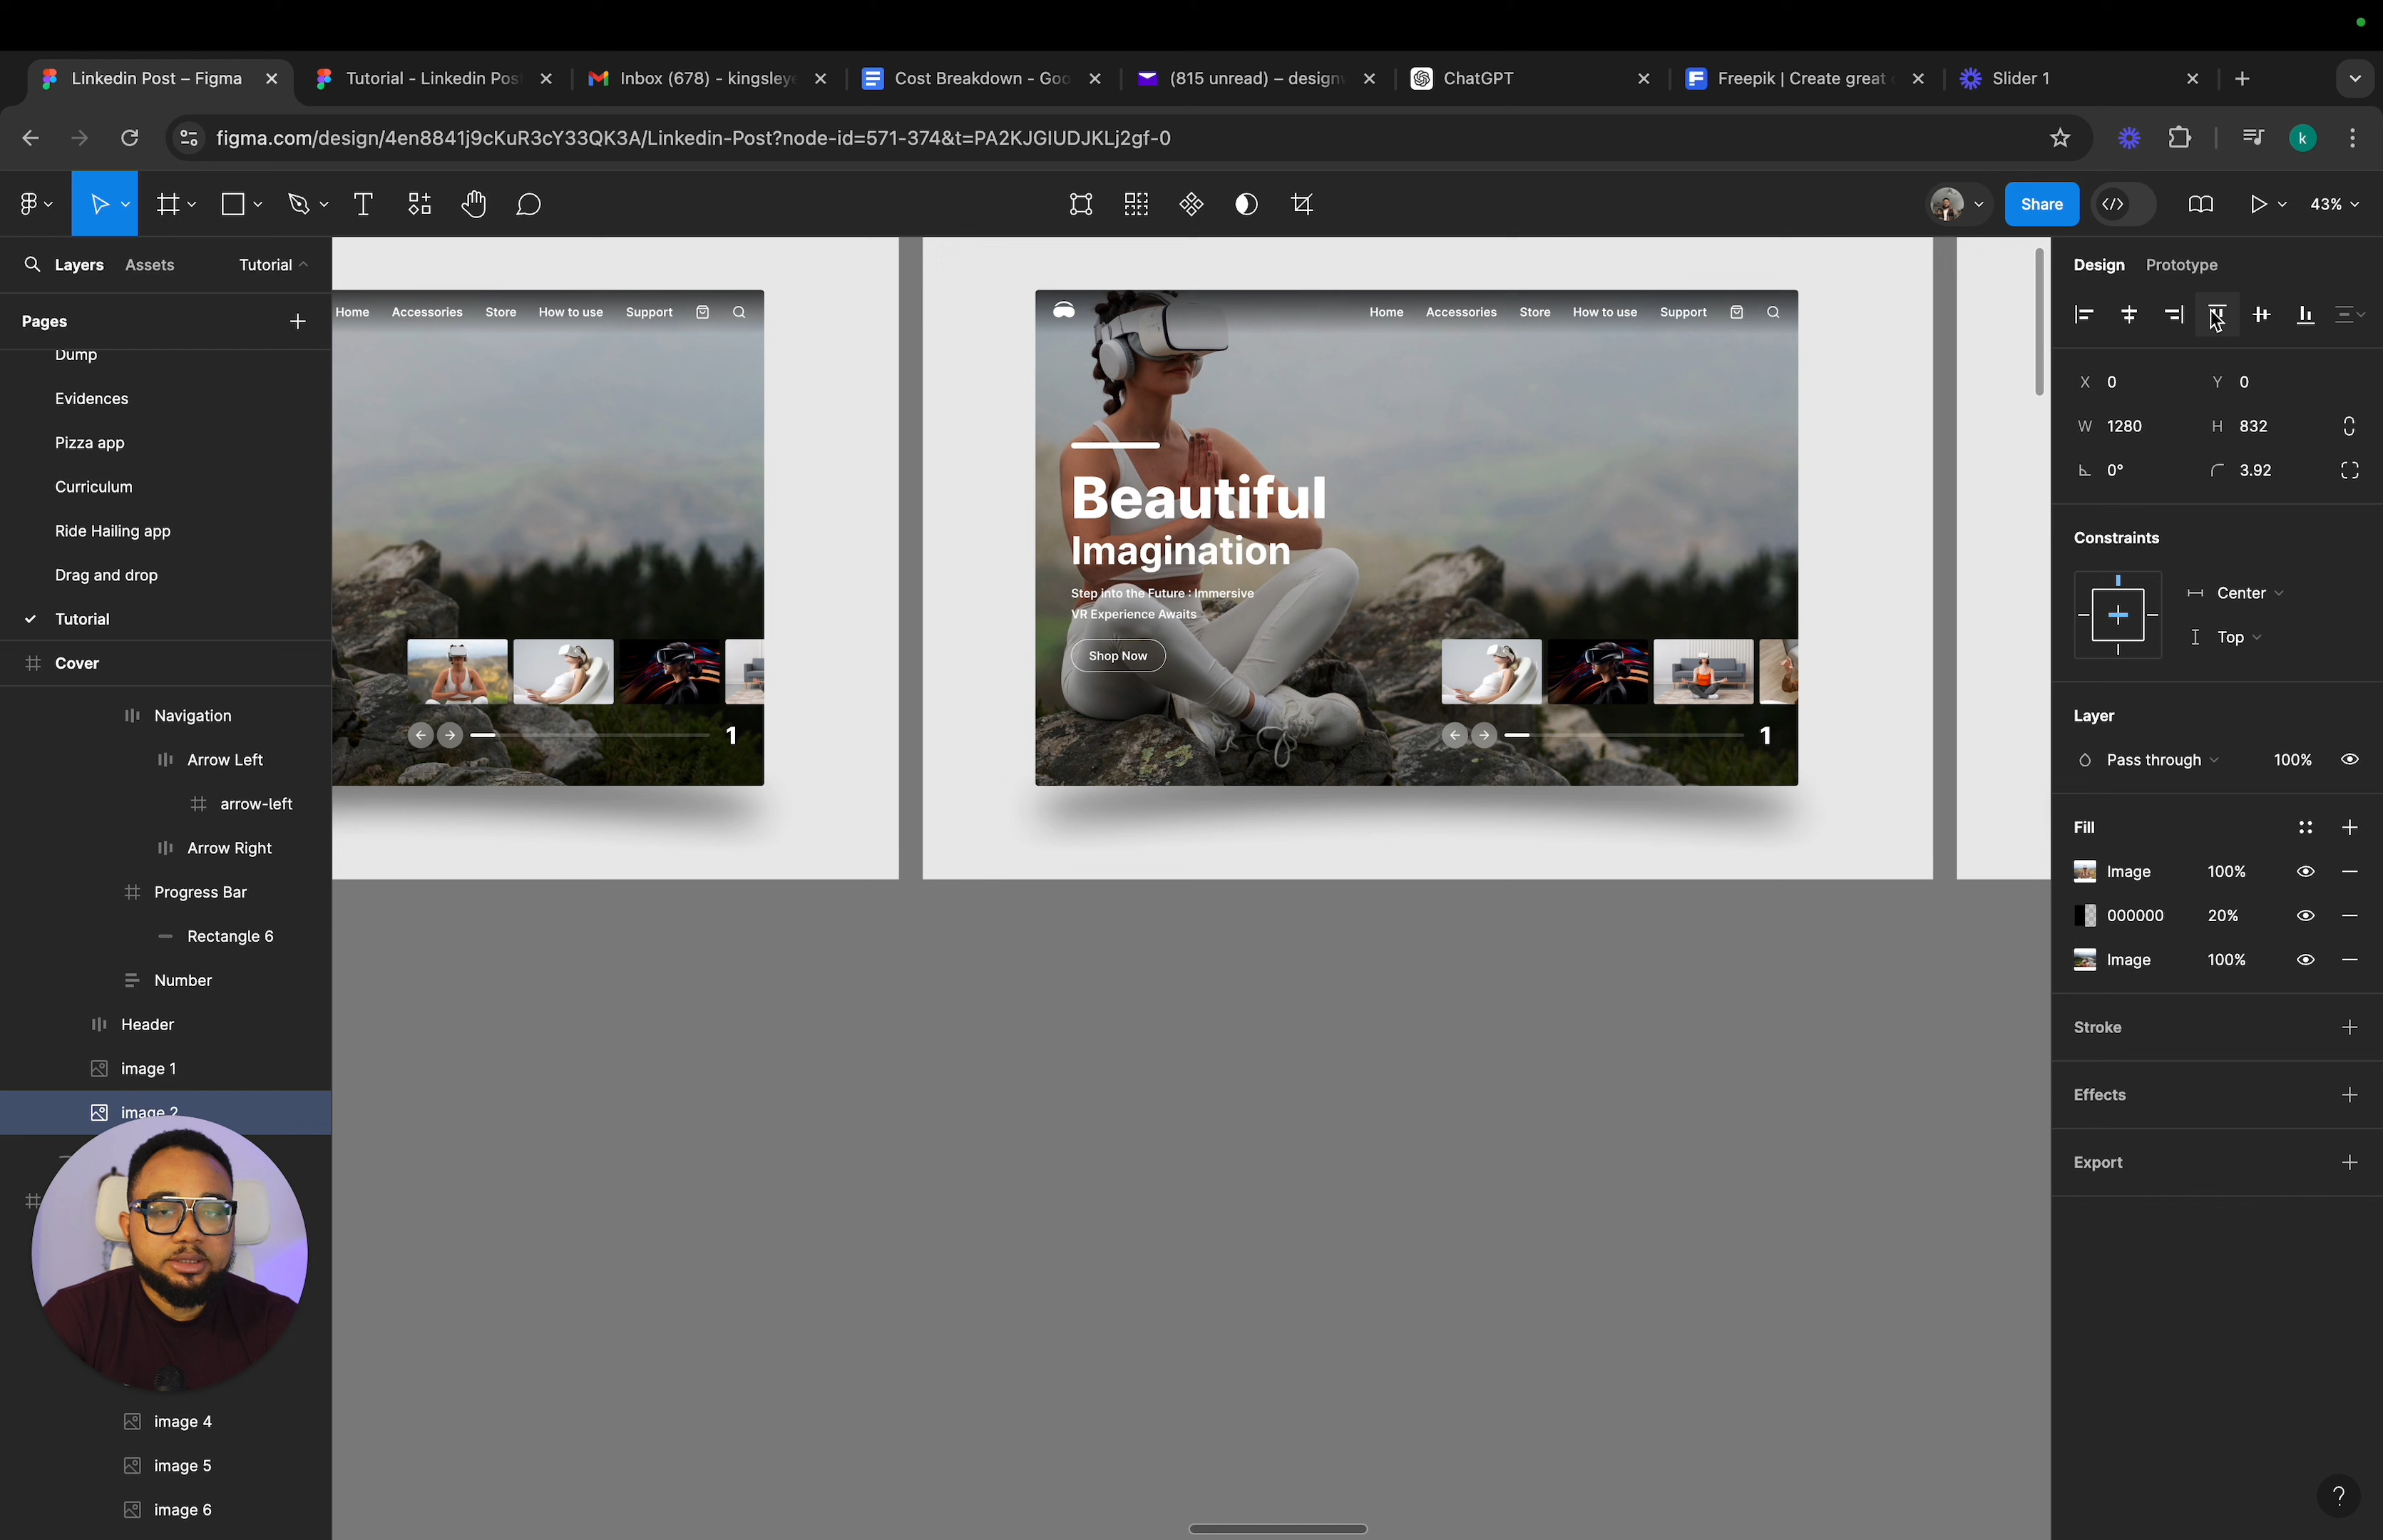 Linkedin Post – Figma
Tutorial - Linkedin Pos
Inbox (678) - kingsleye
Cost Breakdown - Goo
(815 unread) – design
ChatGPT
Freepik | Create great
Slider 1
figma.com/design/4en8841j9cKuR3cY33QK3A/Linkedin-Post?node-id=571-374&t=PA2KJGIUDJKLj2gf-0
k
Share
43%
Layers
Assets
Tutorial
Pages
Dump
Evidences
Pizza app
Curriculum
Ride Hailing app
Drag and drop
Tutorial
Cover
Navigation
Arrow Left
arrow-left
Arrow Right
Progress Bar
Rectangle 6
Number
Header
image 1
image 2
image 4
image 5
image 6
Home Accessories Store How to use Support
1
Home Accessories Store How to use Support
Beautiful
Imagination
Step into the Future : Immersive
VR Experience Awaits
Shop Now
1
Design
Prototype
X 0 Y 0
W 1280 H 832
0° 3.92
Constraints
Center
Top
Layer
Pass through 100%
Fill
Image 100%
000000 20%
Image 100%
Stroke
Effects
Export
?